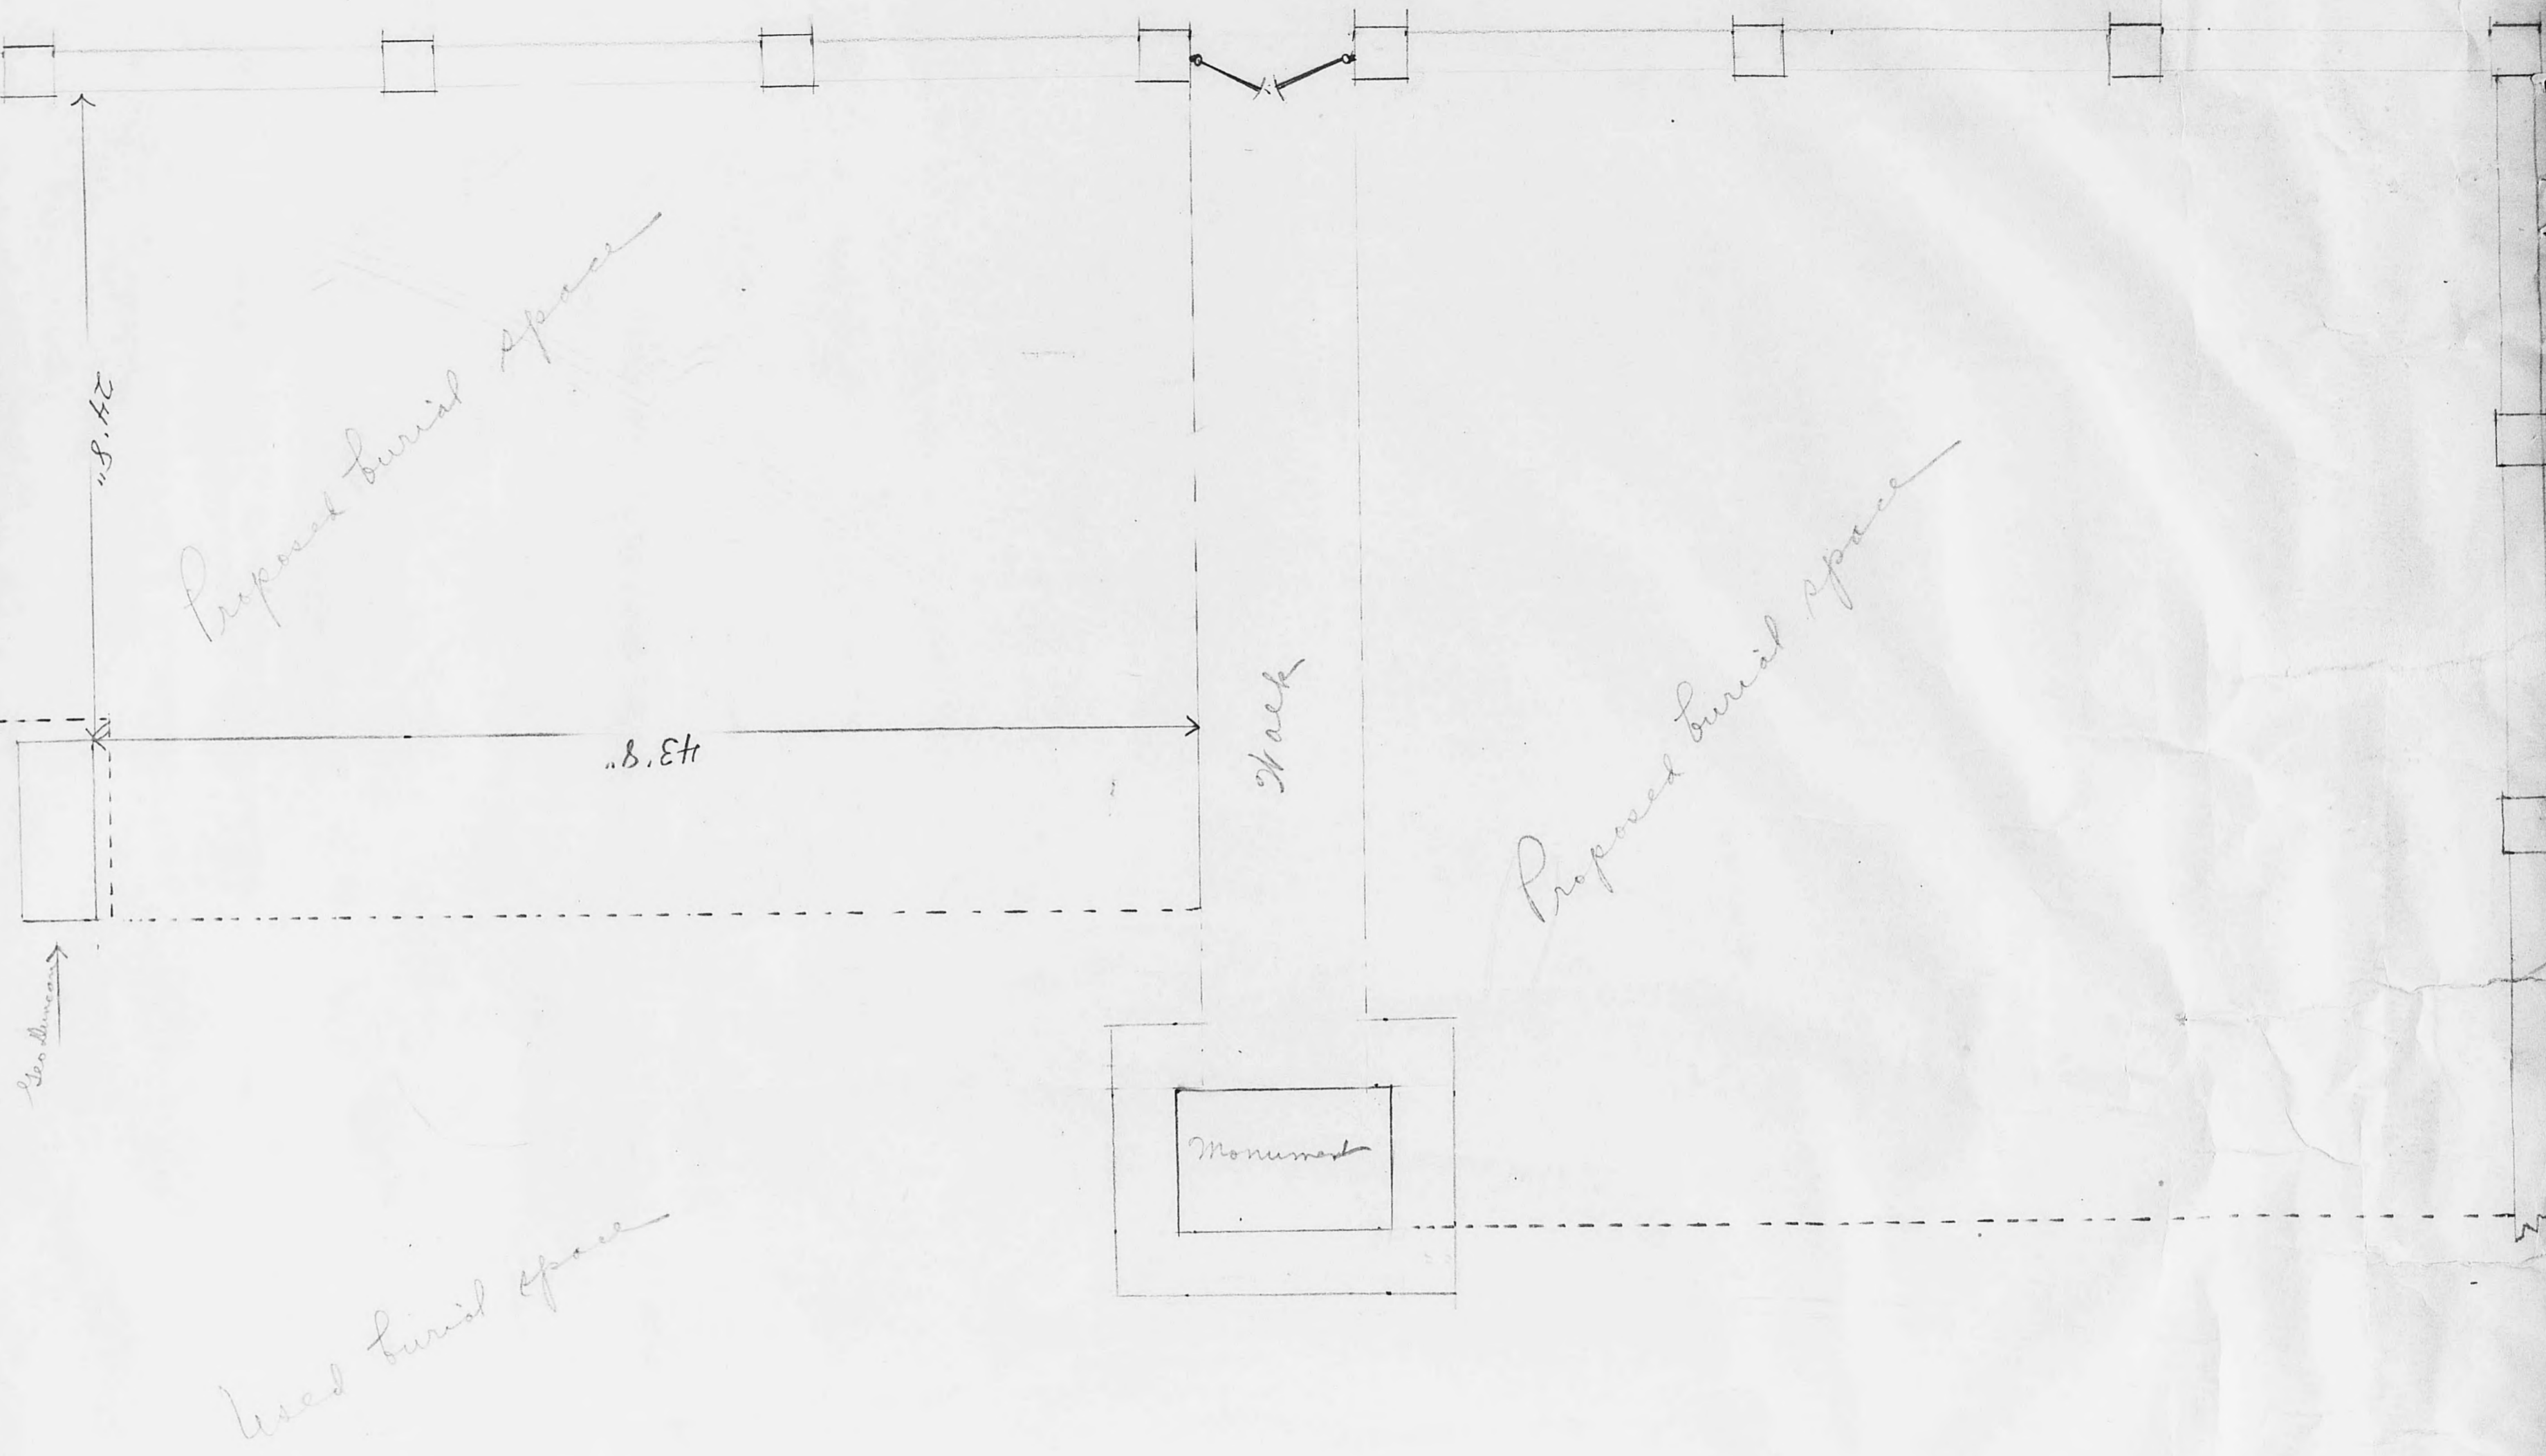 Proposed burial space
24'8"
43'8"
Walk
Proposed burial space
Geo Duncan
Monument
Used burial space